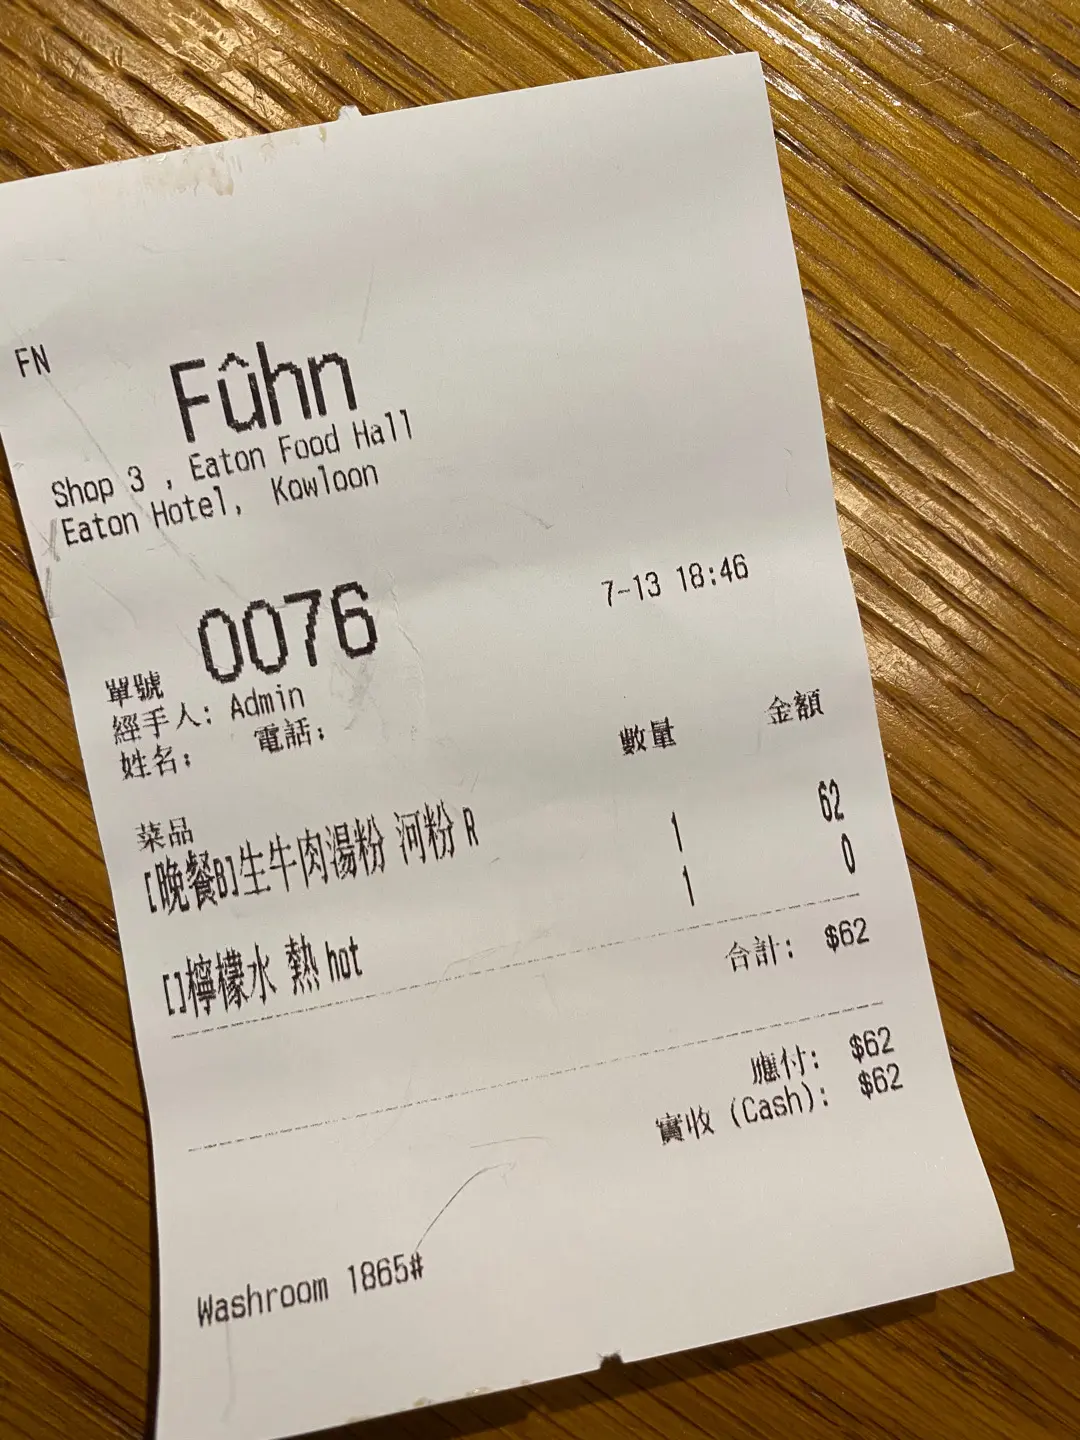 FN
Fûhn
Shop 3 , Eaton Food Hall
Eaton Hotel, Kowloon
7-13 18:46
單號 0076
經手人: Admin
姓名: 電話:
菜品 數量 金額
[晚餐B]生牛肉湯粉 河粉 R 1 62
[]檸檬水 熱 hot 1 0
合計: $62
應付: $62
實收 (Cash): $62
Washroom 1865#